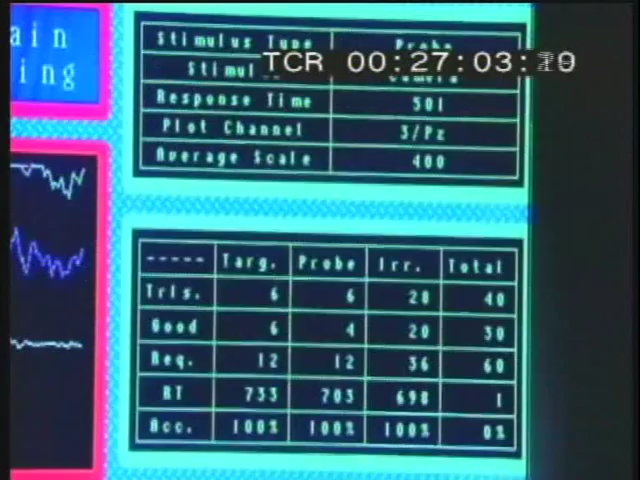 ain
ing
Stimulus Type Probe
TCR 00:27:03:
Stimul Camera
Response Time 501
Plot Channel 3/Pz
Average Scale 400
----- Targ. Probe Irr. Total
Trls. 6 6 28 40
Good 6 4 20 30
Req. 12 12 36 60
RT 733 703 698 1
Acc. 100% 100% 100% 0%